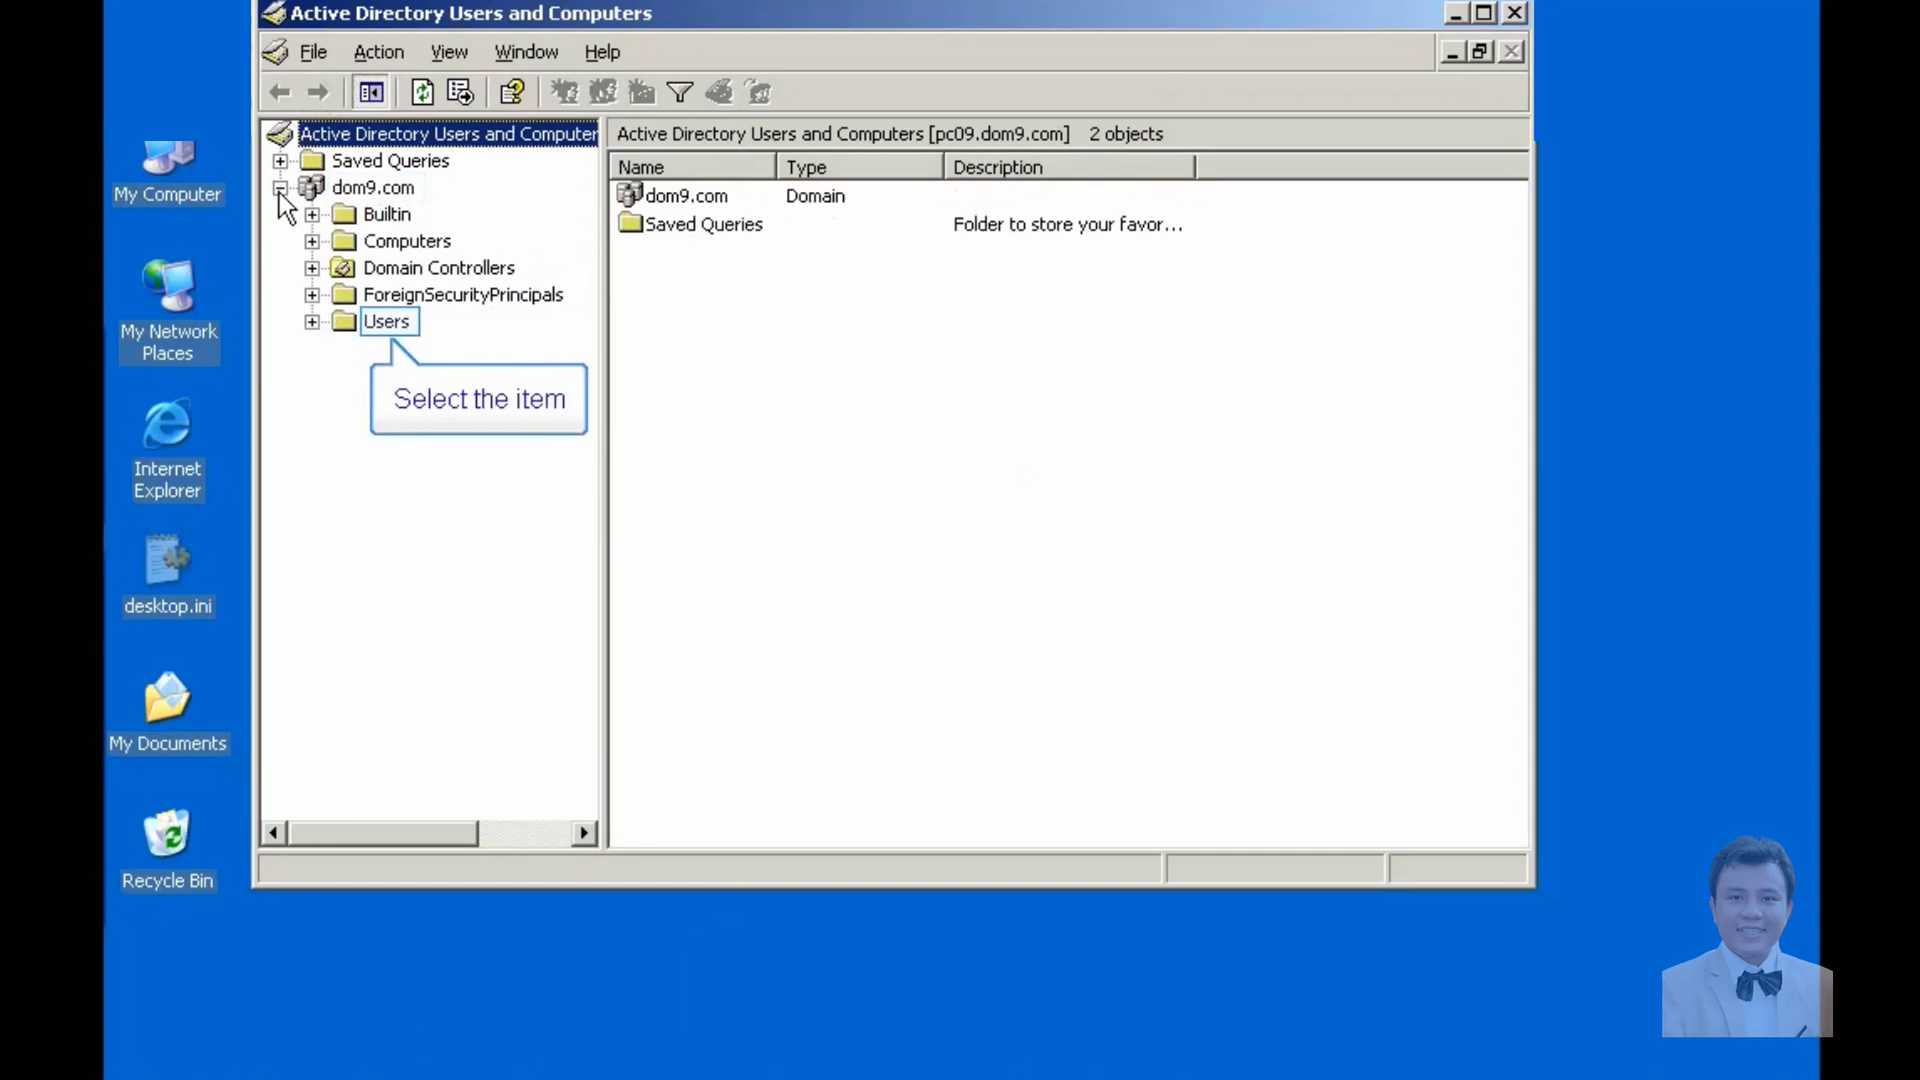 Active Directory Users and Computers
File Action View Window Help
Active Directory Users and Computer
Saved Queries
dom9.com
Builtin
Computers
Domain Controllers
ForeignSecurityPrincipals
Users
Select the item
Active Directory Users and Computers [pc09.dom9.com] 2 objects
Name Type Description
dom9.com Domain
Saved Queries Folder to store your favor...
My Computer
My Network
Places
Internet
Explorer
desktop.ini
My Documents
Recycle Bin